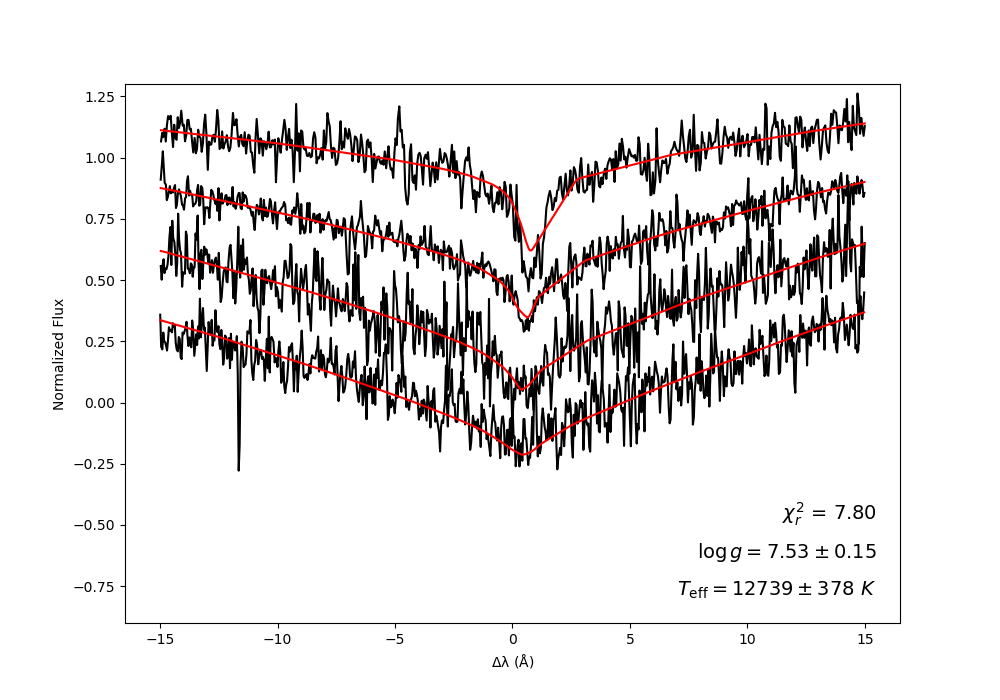 Normalized Flux
1.25
1.00
0.75
0.50
0.25
0.00
−0.25
−0.50
−0.75
χ²ᵣ = 7.80
log g = 7.53 ± 0.15
T_eff = 12739 ± 378 K
−15 −10 −5 0 5 10 15
Δλ (Å)